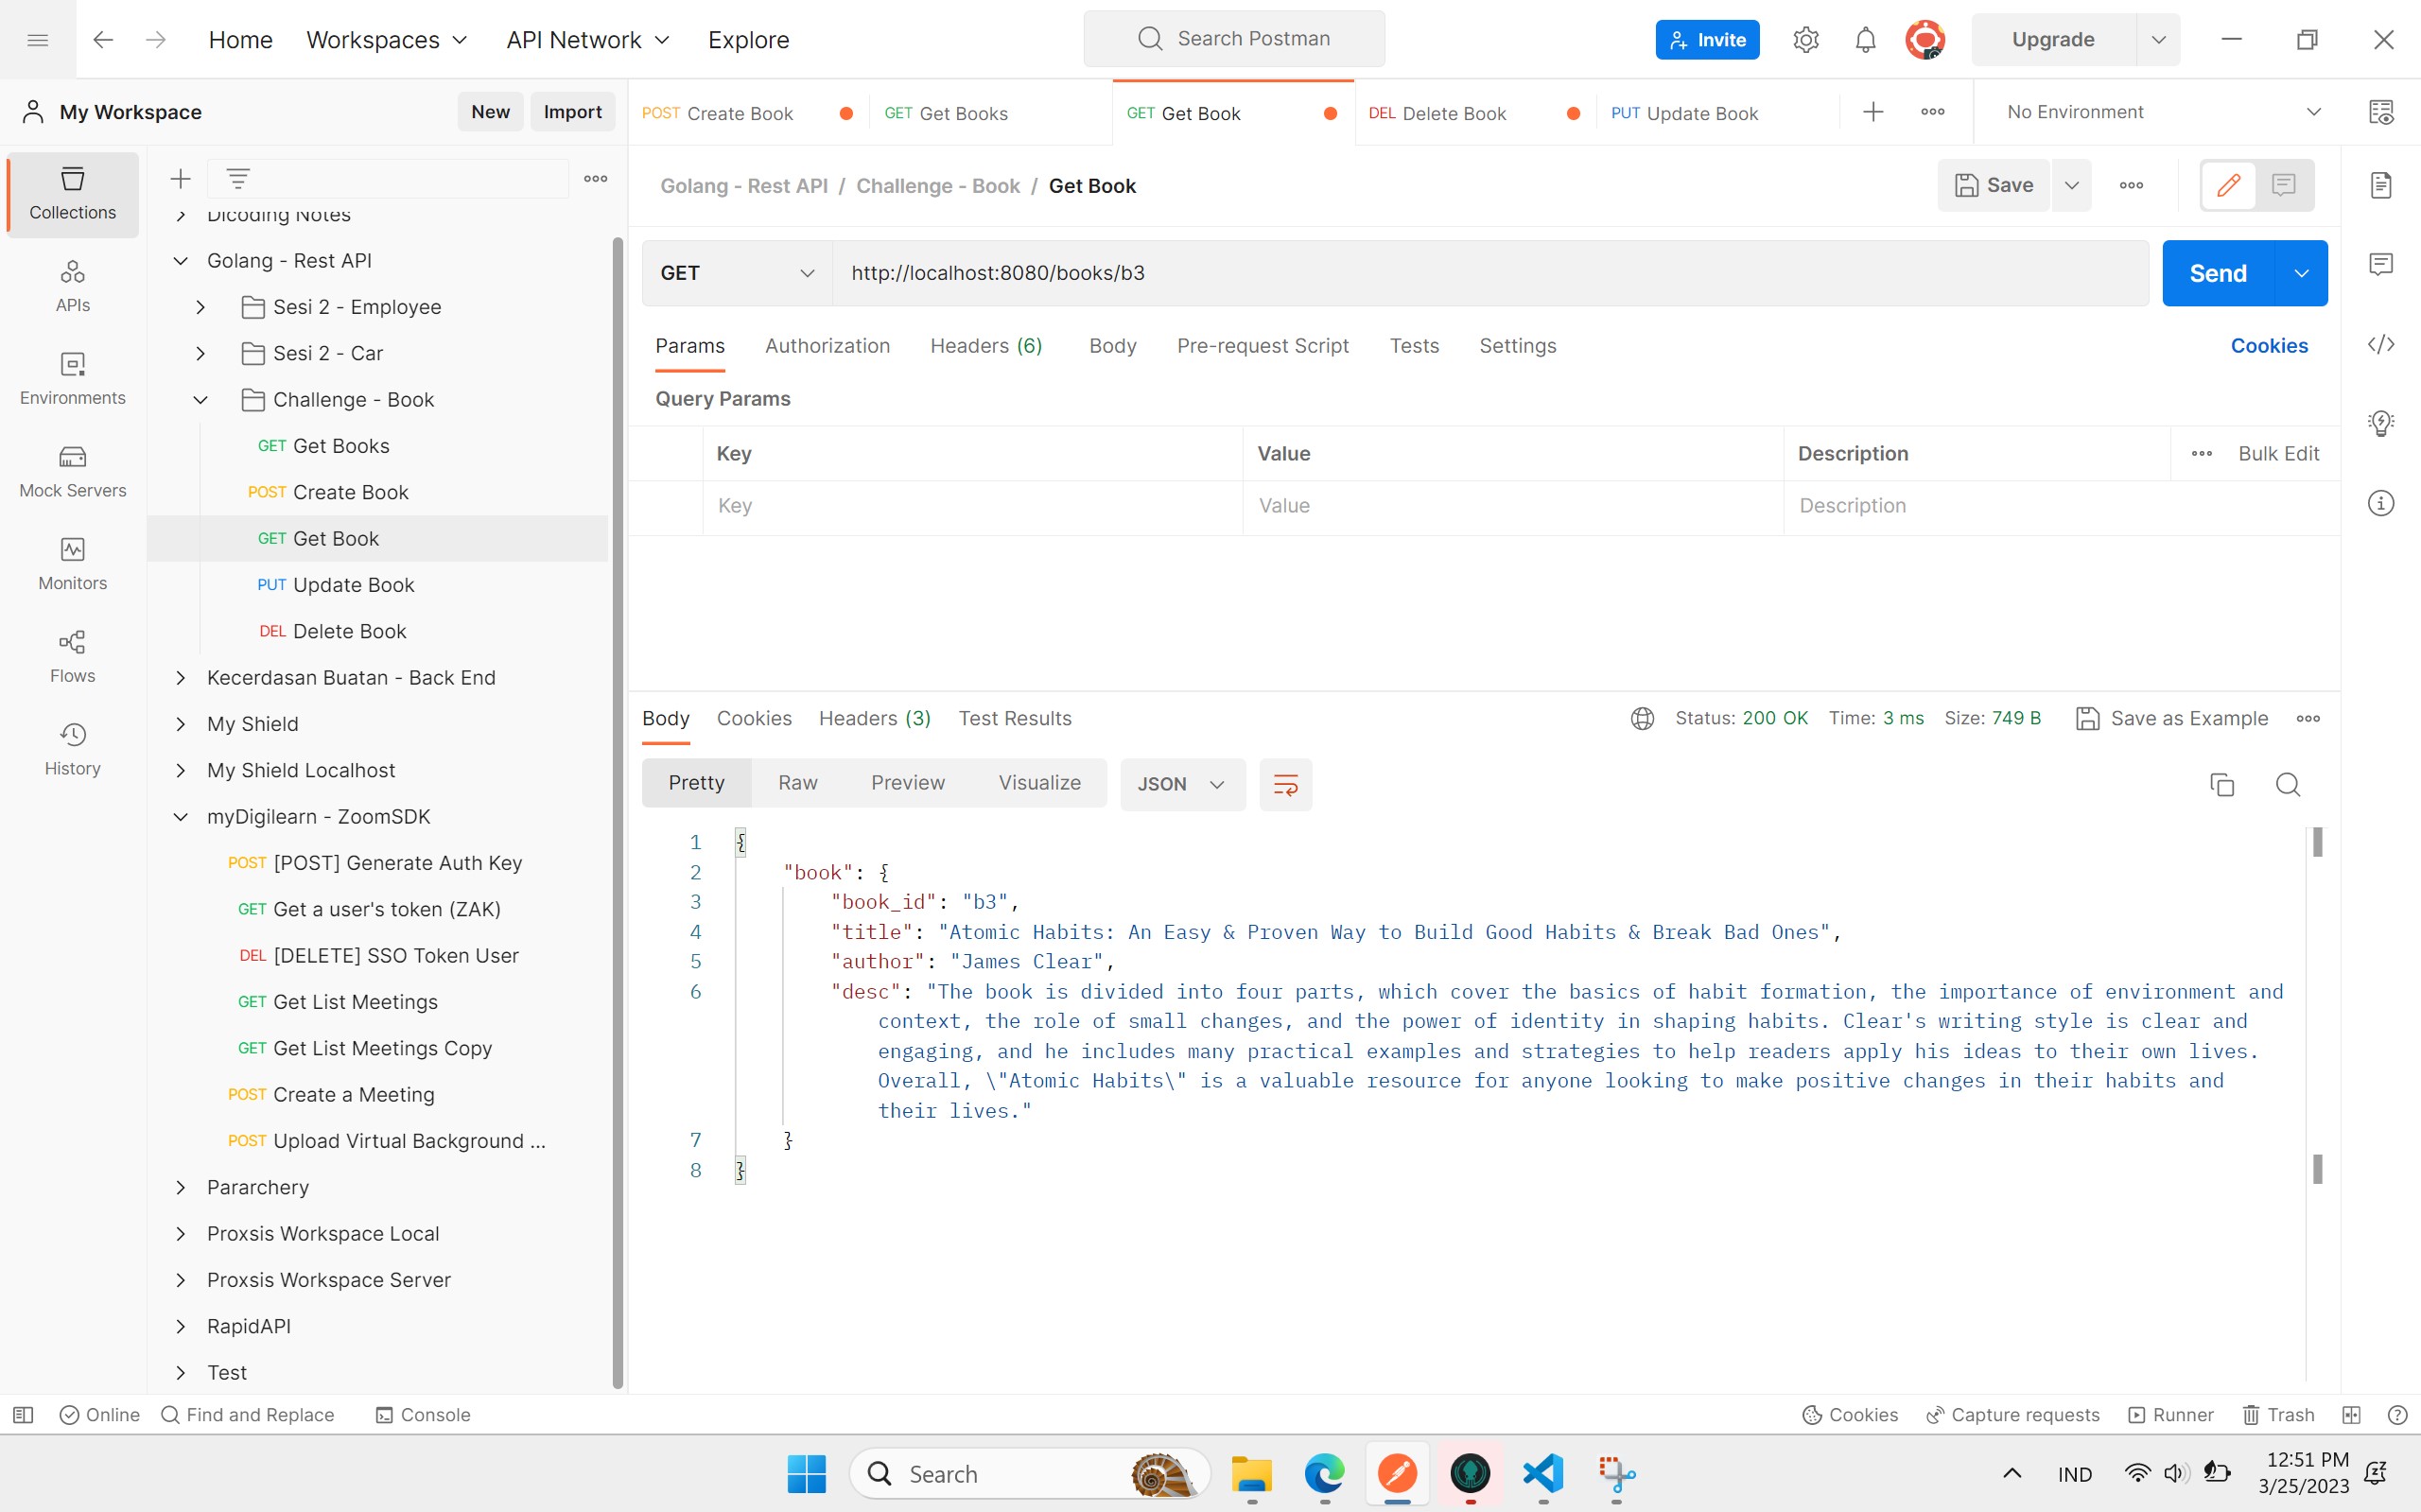 Home Workspaces API Network Explore Search Postman Invite Upgrade
My Workspace New Import
POST Create Book GET Get Books GET Get Book DEL Delete Book PUT Update Book No Environment
Collections
APIs
Environments
Mock Servers
Monitors
Flows
History
Dicoding Notes
Golang - Rest API
Sesi 2 - Employee
Sesi 2 - Car
Challenge - Book
GET Get Books
POST Create Book
GET Get Book
PUT Update Book
DEL Delete Book
Kecerdasan Buatan - Back End
My Shield
My Shield Localhost
myDigilearn - ZoomSDK
POST [POST] Generate Auth Key
GET Get a user's token (ZAK)
DEL [DELETE] SSO Token User
GET Get List Meetings
GET Get List Meetings Copy
POST Create a Meeting
POST Upload Virtual Background ...
Pararchery
Proxsis Workspace Local
Proxsis Workspace Server
RapidAPI
Test
Golang - Rest API / Challenge - Book / Get Book Save
GET http://localhost:8080/books/b3 Send
Params Authorization Headers (6) Body Pre-request Script Tests Settings Cookies
Query Params
Key Value Description Bulk Edit
Key Value Description
Body Cookies Headers (3) Test Results Status: 200 OK Time: 3 ms Size: 749 B Save as Example
Pretty Raw Preview Visualize JSON
1 {
2 "book": {
3 "book_id": "b3",
4 "title": "Atomic Habits: An Easy & Proven Way to Build Good Habits & Break Bad Ones",
5 "author": "James Clear",
6 "desc": "The book is divided into four parts, which cover the basics of habit formation, the importance of environment and
context, the role of small changes, and the power of identity in shaping habits. Clear's writing style is clear and
engaging, and he includes many practical examples and strategies to help readers apply his ideas to their own lives.
Overall, \"Atomic Habits\" is a valuable resource for anyone looking to make positive changes in their habits and
their lives."
7 }
8 }
Online Find and Replace Console Cookies Capture requests Runner Trash
Search IND 12:51 PM
3/25/2023